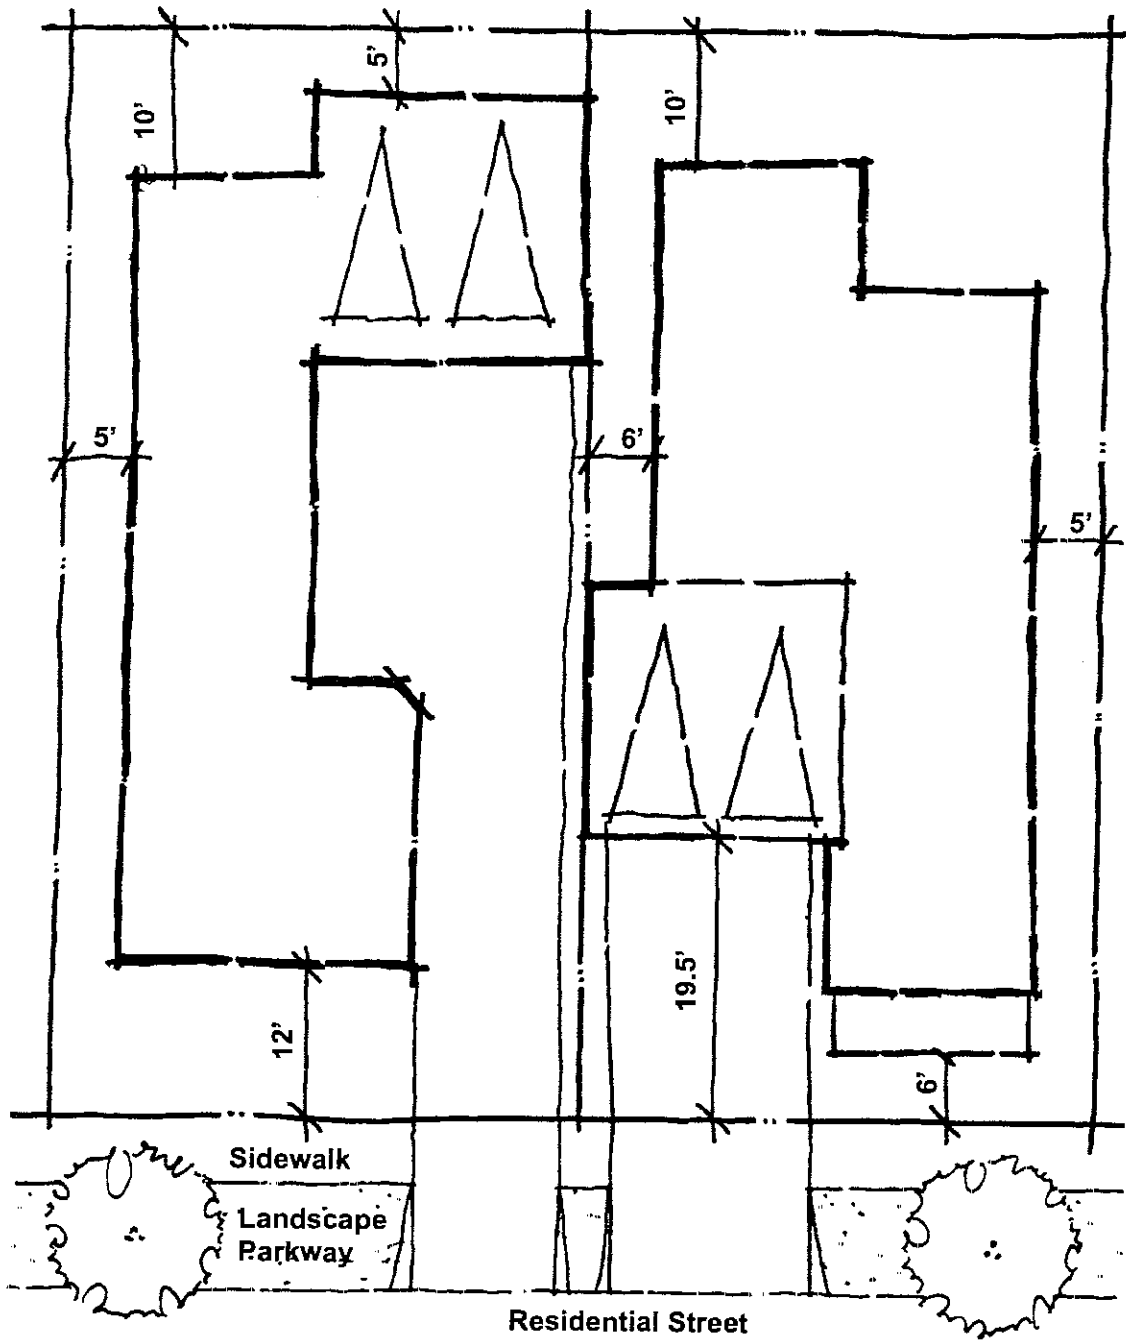 5’
10’
10’
5’
6’
5’
19.5’
12’
6’
Sidewalk
Landscape
Parkway
Residential Street